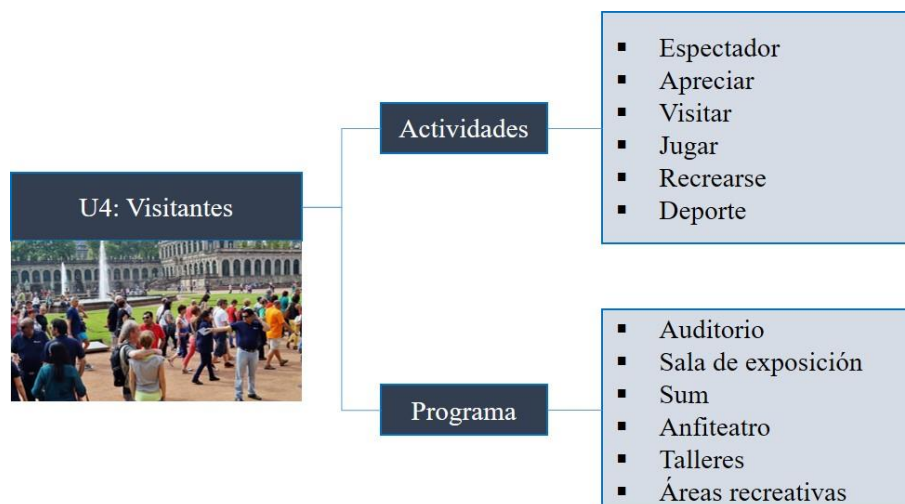 U4: Visitantes
Actividades
Espectador
Apreciar
Visitar
Jugar
Recrearse
Deporte
Programa
Auditorio
Sala de exposición
Sum
Anfiteatro
Talleres
Áreas recreativas